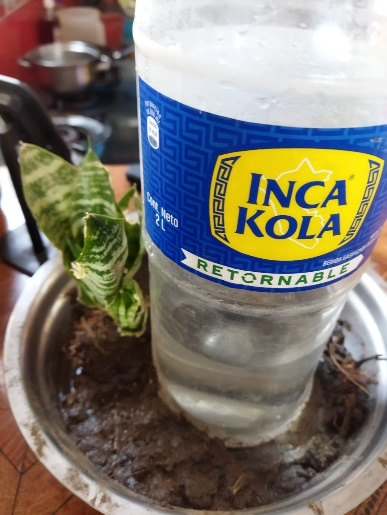 Cont. Neto
2 L
INCA
KOLA®
RETORNABLE